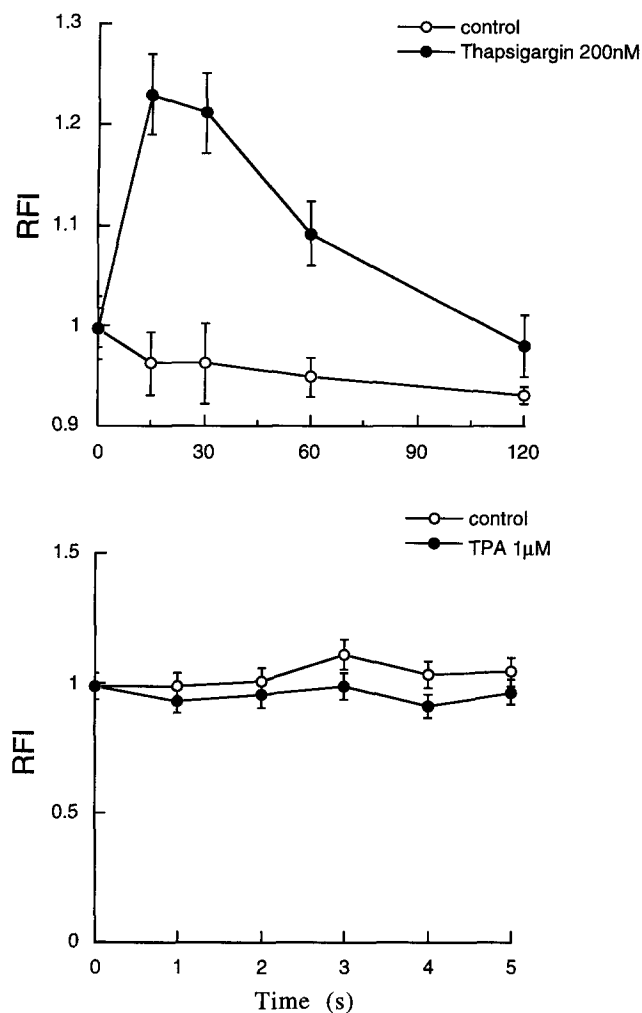 1.3
control
Thapsigargin 200nM
1.2
RFI
1.1
1
0.9
0 30 60 90 120
control
TPA 1µM
1.5
1
RFI
0.5
0
0 1 2 3 4 5
Time (s)